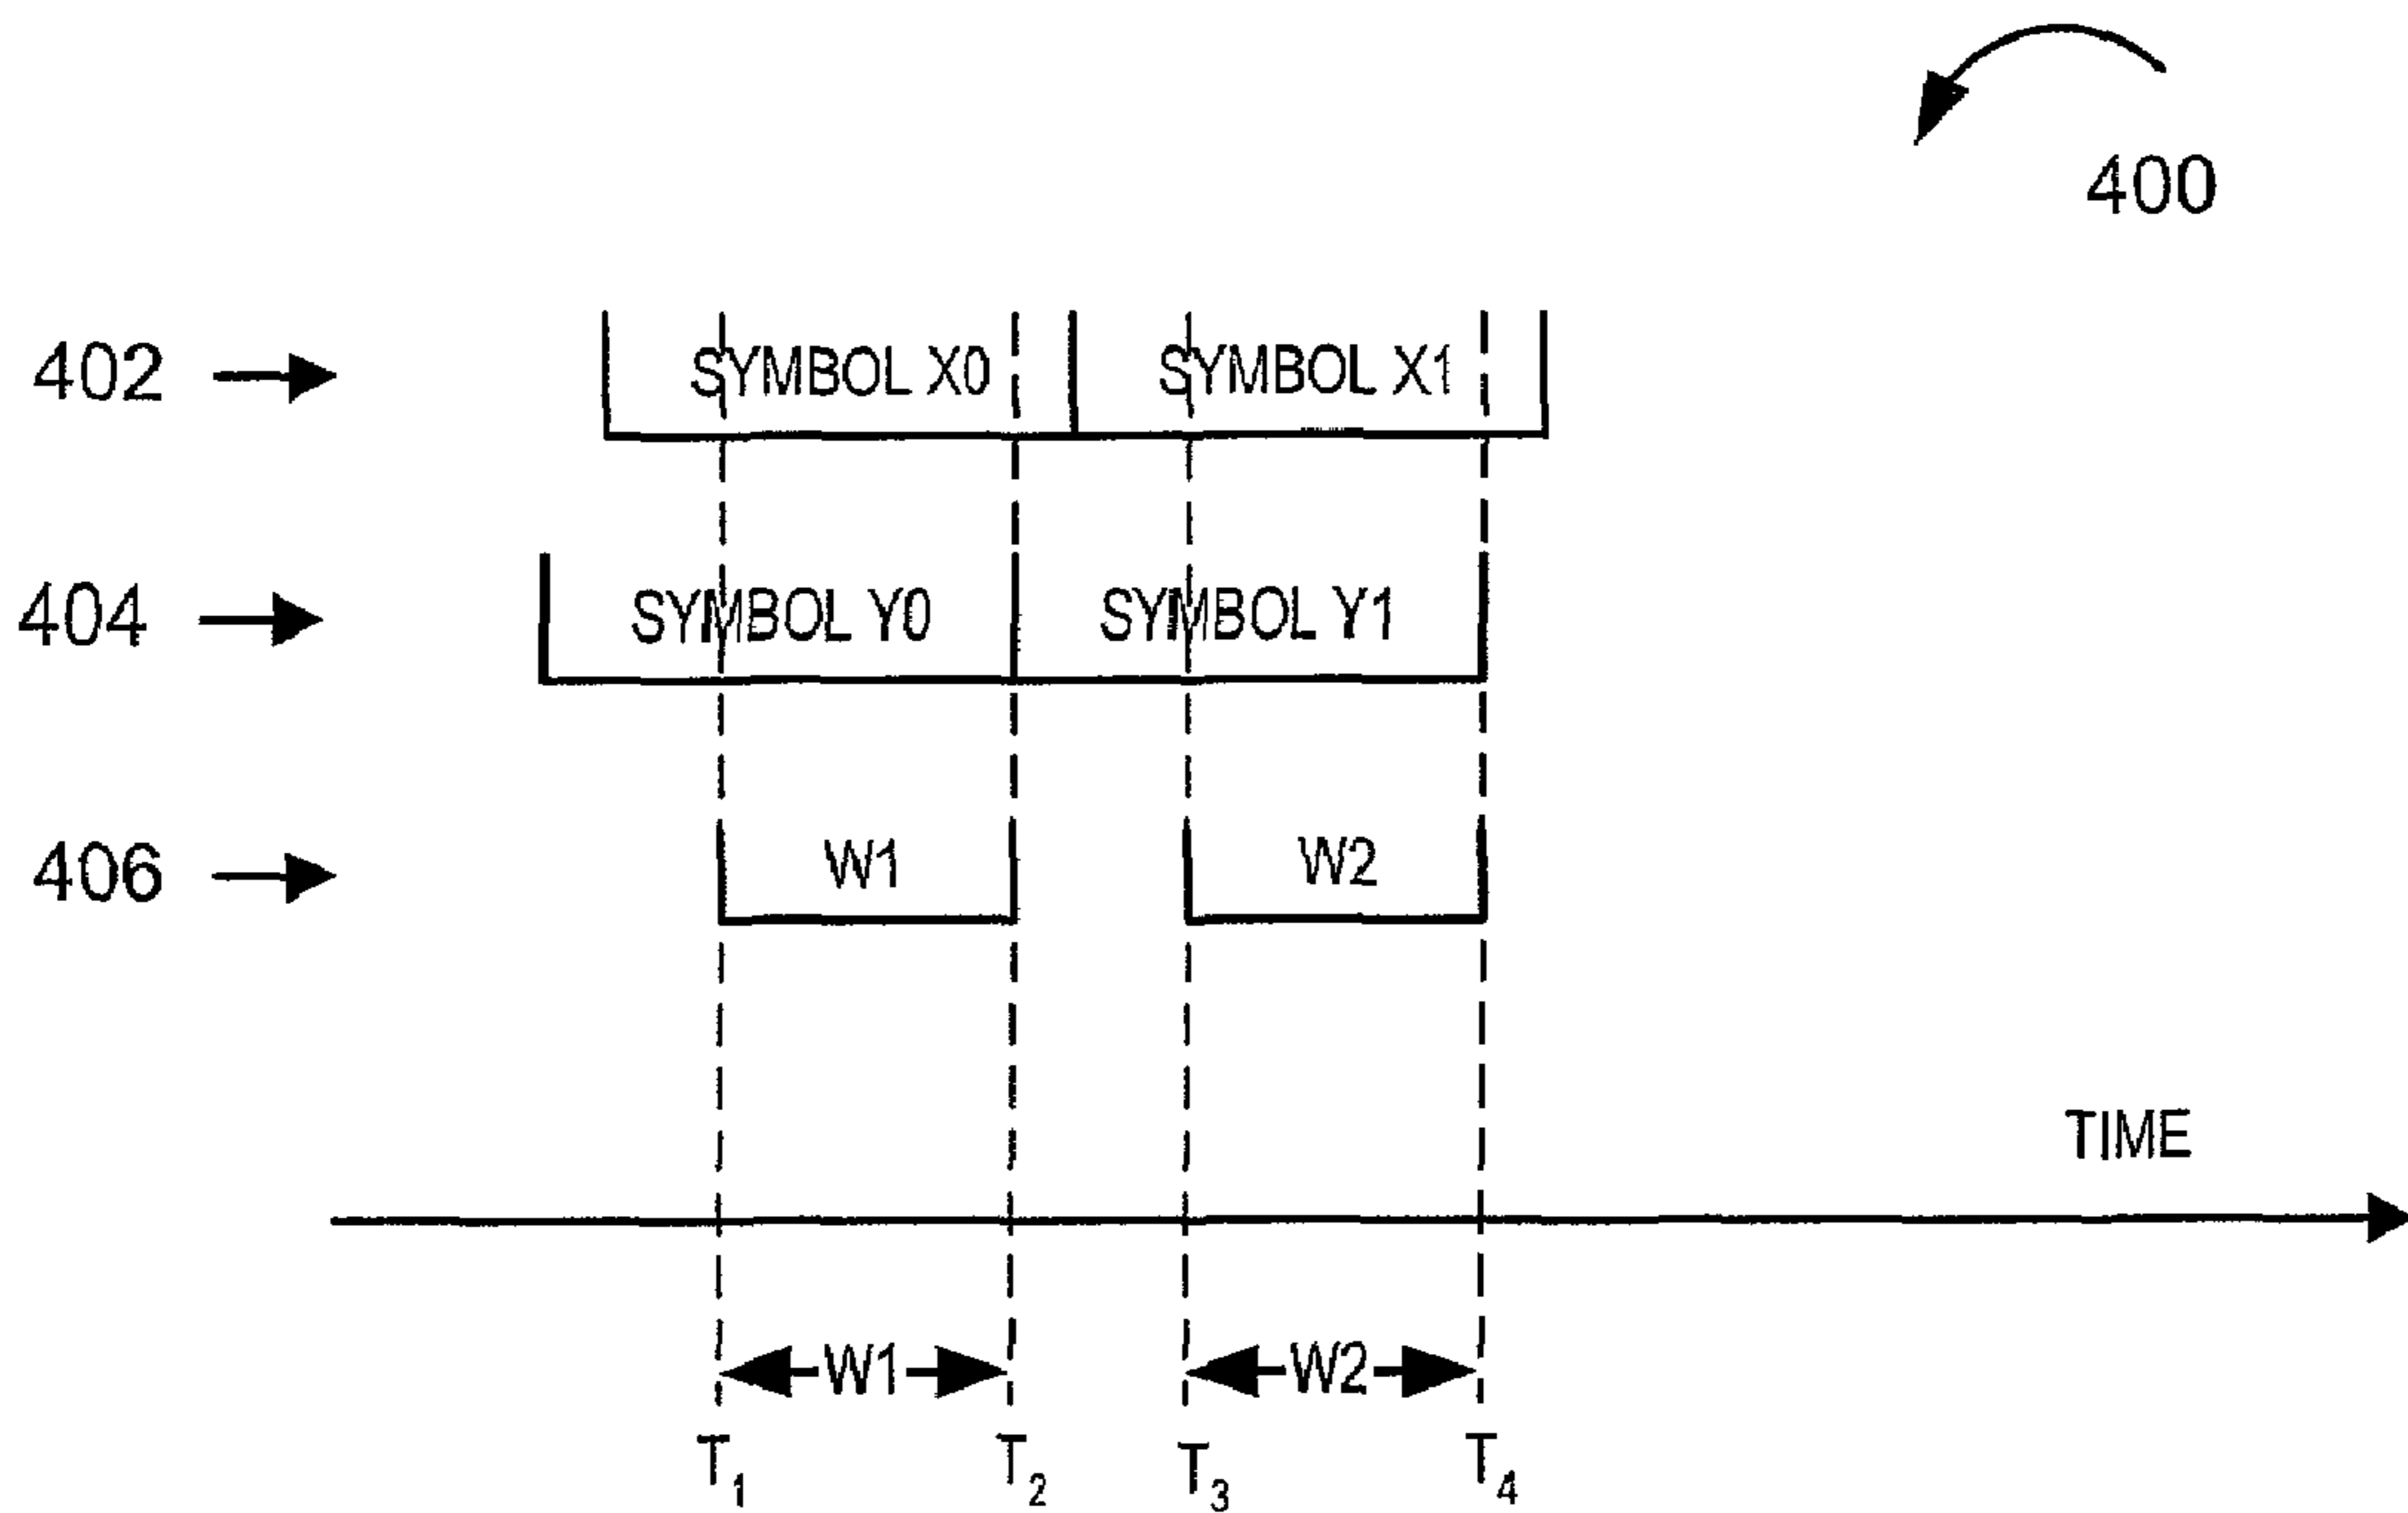 400
402 SYMBOL X0 SYMBOL X1
404 SYMBOL Y0 SYMBOL Y1
406 W1 W2
TIME
W1 W2
T1 T2 T3 T4